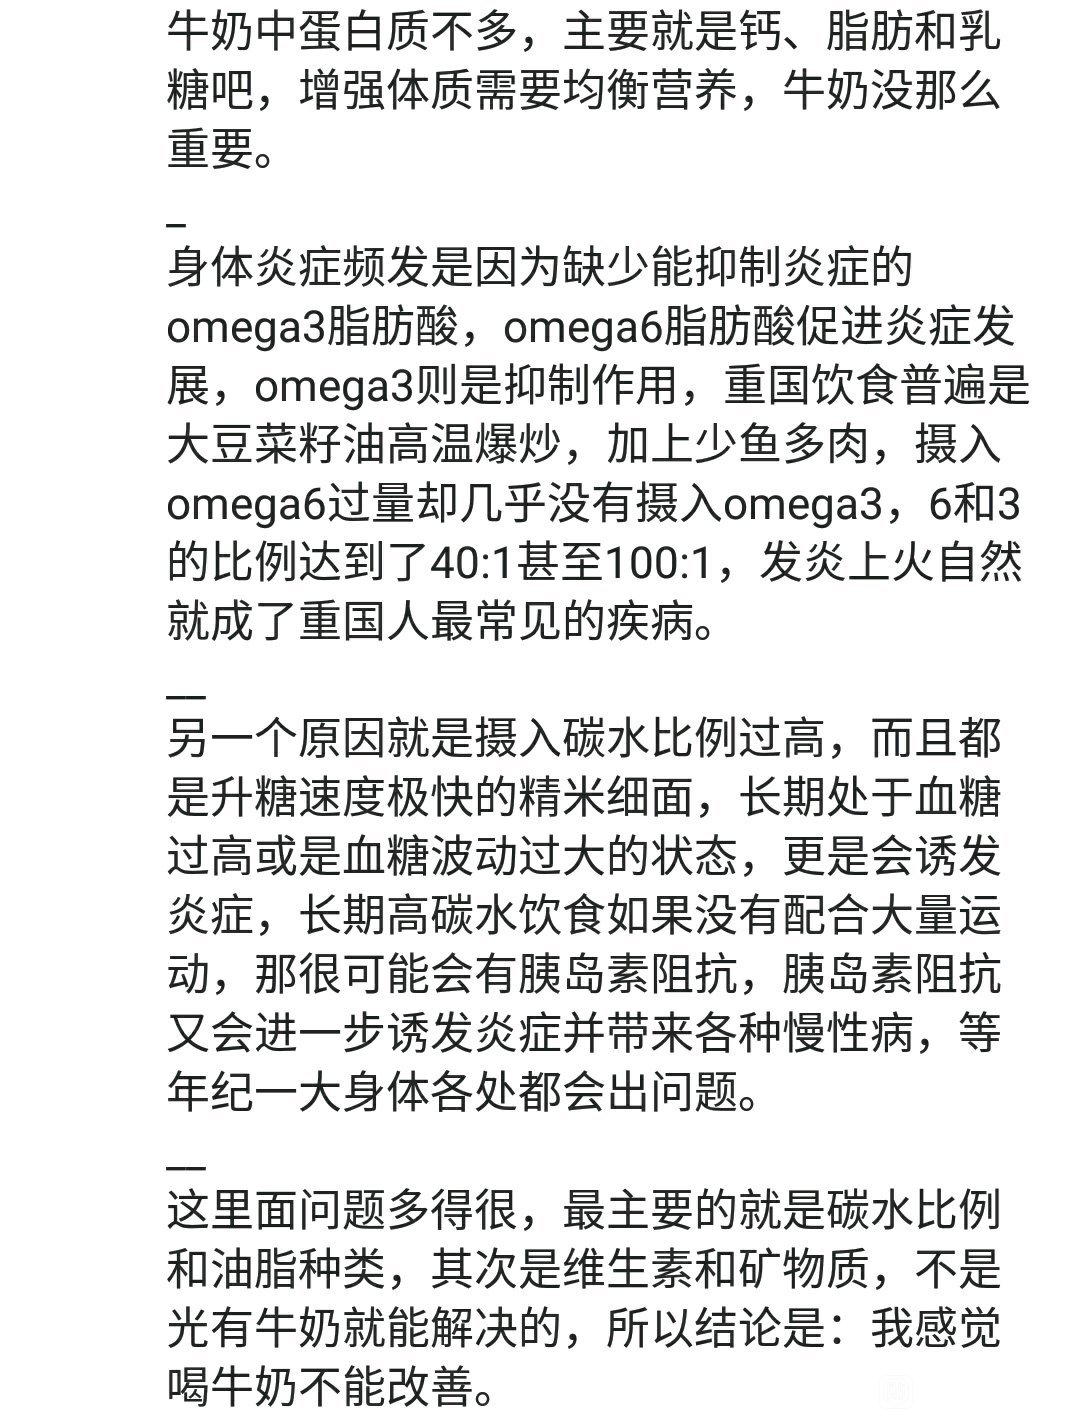 牛奶中蛋白质不多，主要就是钙、脂肪和乳
糖吧，增强体质需要均衡营养，牛奶没那么
重要。
_
身体炎症频发是因为缺少能抑制炎症的
omega3脂肪酸，omega6脂肪酸促进炎症发
展，omega3则是抑制作用，重国饮食普遍是
大豆菜籽油高温爆炒，加上少鱼多肉，摄入
omega6过量却几乎没有摄入omega3，6和3
的比例达到了40:1甚至100:1，发炎上火自然
就成了重国人最常见的疾病。
__
另一个原因就是摄入碳水比例过高，而且都
是升糖速度极快的精米细面，长期处于血糖
过高或是血糖波动过大的状态，更是会诱发
炎症，长期高碳水饮食如果没有配合大量运
动，那很可能会有胰岛素阻抗，胰岛素阻抗
又会进一步诱发炎症并带来各种慢性病，等
年纪一大身体各处都会出问题。
__
这里面问题多得很，最主要的就是碳水比例
和油脂种类，其次是维生素和矿物质，不是
光有牛奶就能解决的，所以结论是：我感觉
喝牛奶不能改善。